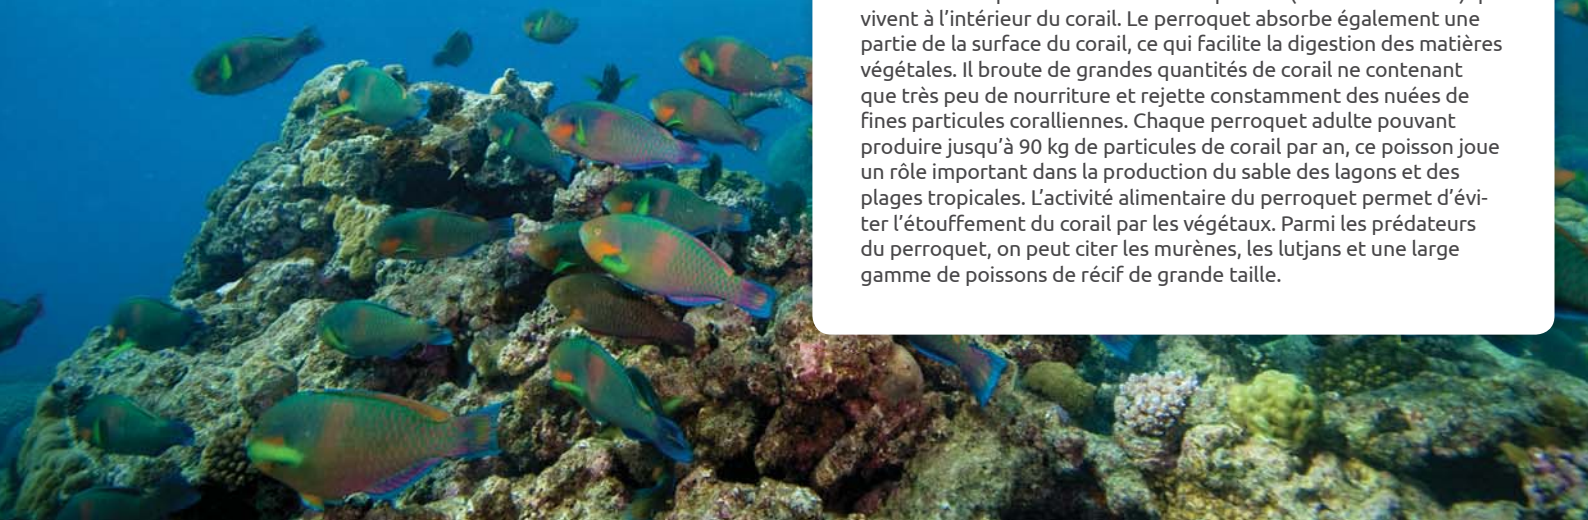 vivent à l’intérieur du corail. Le perroquet absorbe également une
partie de la surface du corail, ce qui facilite la digestion des matières
végétales. Il broute de grandes quantités de corail ne contenant
que très peu de nourriture et rejette constamment des nuées de
fines particules coralliennes. Chaque perroquet adulte pouvant
produire jusqu’à 90 kg de particules de corail par an, ce poisson joue
un rôle important dans la production du sable des lagons et des
plages tropicales. L’activité alimentaire du perroquet permet d’évi-
ter l’étouffement du corail par les végétaux. Parmi les prédateurs
du perroquet, on peut citer les murènes, les lutjans et une large
gamme de poissons de récif de grande taille.